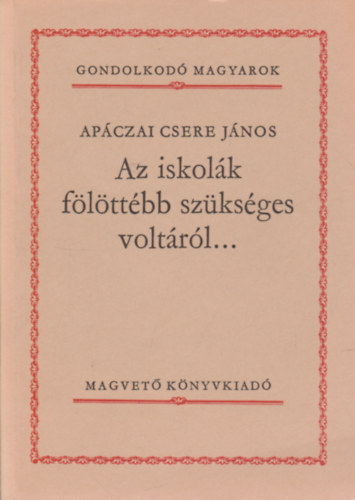 GONDOLKODÓ MAGYAROK
APÁCZAI CSERE JÁNOS
Az iskolák
fölöttébb szükséges
voltáról...
MAGVETŐ KÖNYVKIADÓ